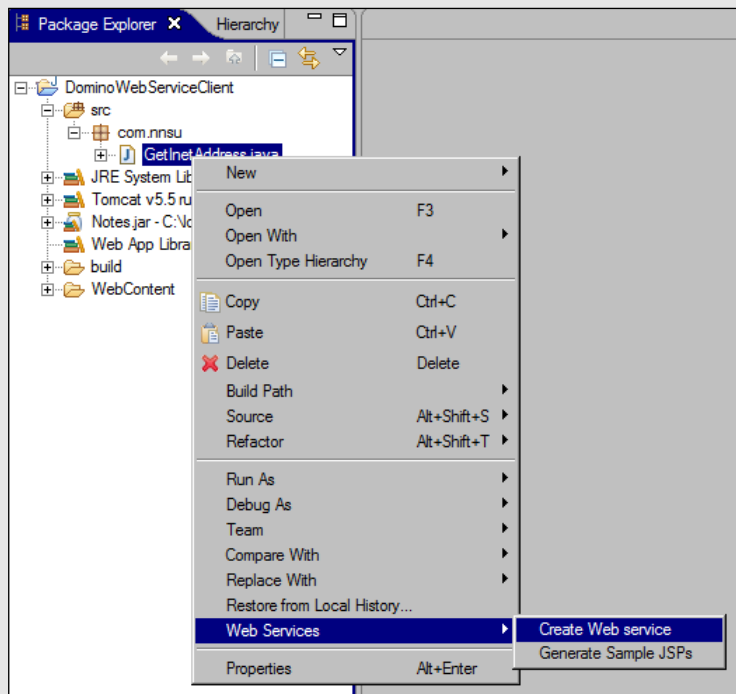 Package Explorer Hierarchy
DominoWebServiceClient
src
com.nnsu
GetInetAddress.java
JRE System Lib
Tomcat v5.5 ru
Notes.jar - C:\lo
Web App Libra
build
WebContent
New
Open F3
Open With
Open Type Hierarchy F4
Copy Ctrl+C
Paste Ctrl+V
Delete Delete
Build Path
Source Alt+Shift+S
Refactor Alt+Shift+T
Run As
Debug As
Team
Compare With
Replace With
Restore from Local History...
Web Services
Properties Alt+Enter
Create Web service
Generate Sample JSPs